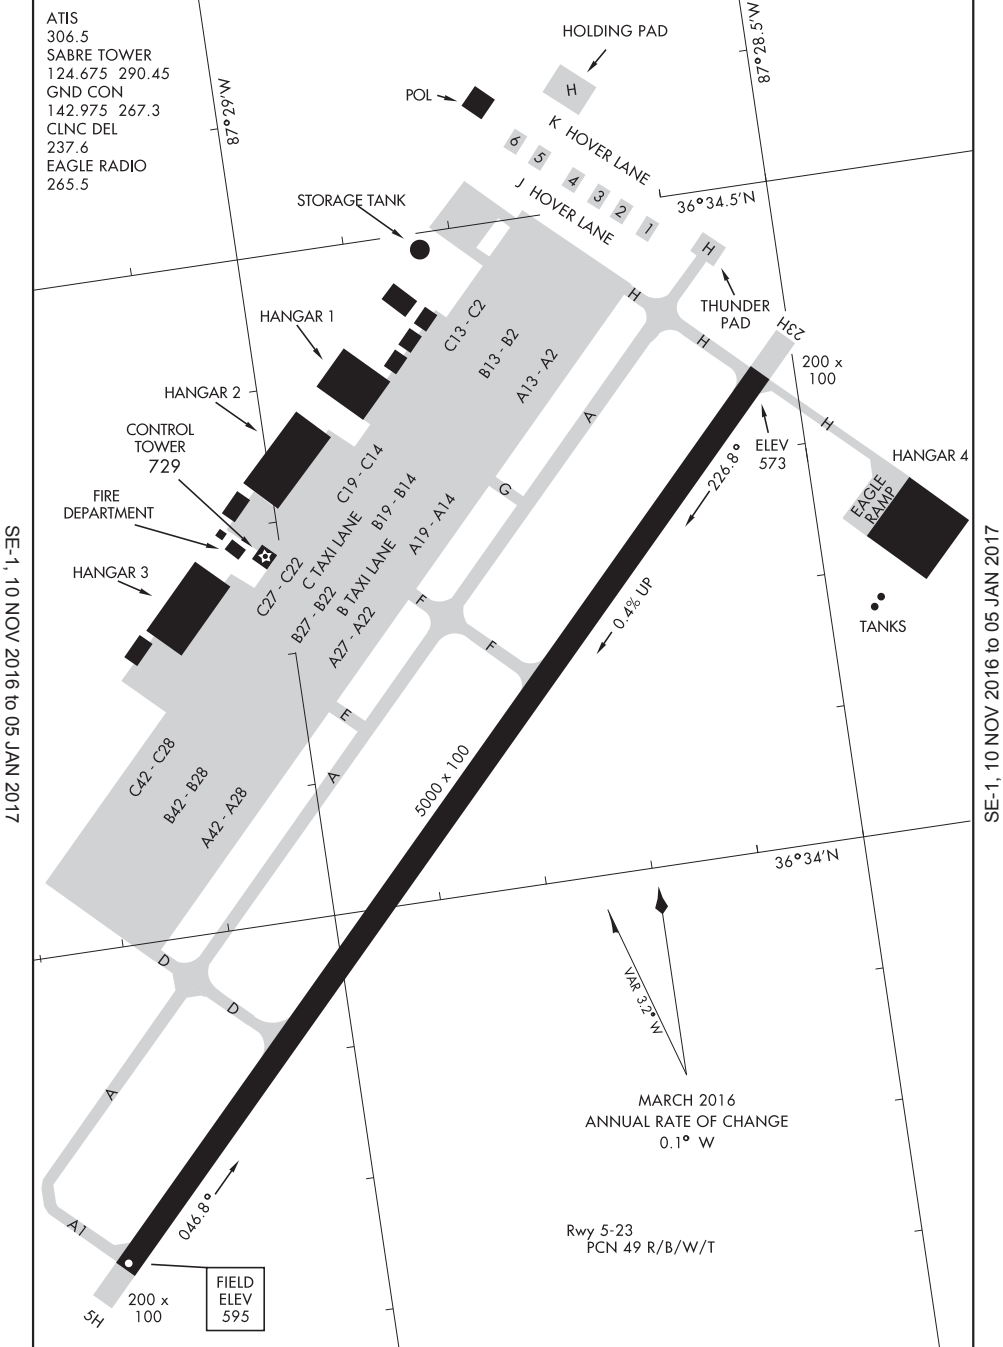 ATIS
306.5
SABRE TOWER
124.675 290.45
GND CON
142.975 267.3
CLNC DEL
237.6
EAGLE RADIO
265.5
87°29'W
87°28.5'W
HOLDING PAD
H
POL
K HOVER LANE
6
5
4
3
2
1
J HOVER LANE
36°34.5'N
STORAGE TANK
H
THUNDER
PAD
H
H
23H
200 x
100
HANGAR 1
C13 - C2
B13 - B2
A13 - A2
HANGAR 2
A
H
ELEV
573
HANGAR 4
CONTROL
TOWER
729
226.8°
EAGLE
RAMP
FIRE
DEPARTMENT
C19 - C14
B19 - B14
A19 - A14
G
C TAXI LANE
B TAXI LANE
HANGAR 3
C27 - C22
B27 - B22
A27 - A22
F
F
0.4% UP
TANKS
E
A
5000 x 100
C42 - C28
B42 - B28
A42 - A28
36°34'N
D
D
VAR 3.2° W
A
MARCH 2016
ANNUAL RATE OF CHANGE
0.1° W
046.8°
A1
Rwy 5-23
PCN 49 R/B/W/T
FIELD
ELEV
595
200 x
100
5H
SE-1, 10 NOV 2016 to 05 JAN 2017
SE-1, 10 NOV 2016 to 05 JAN 2017